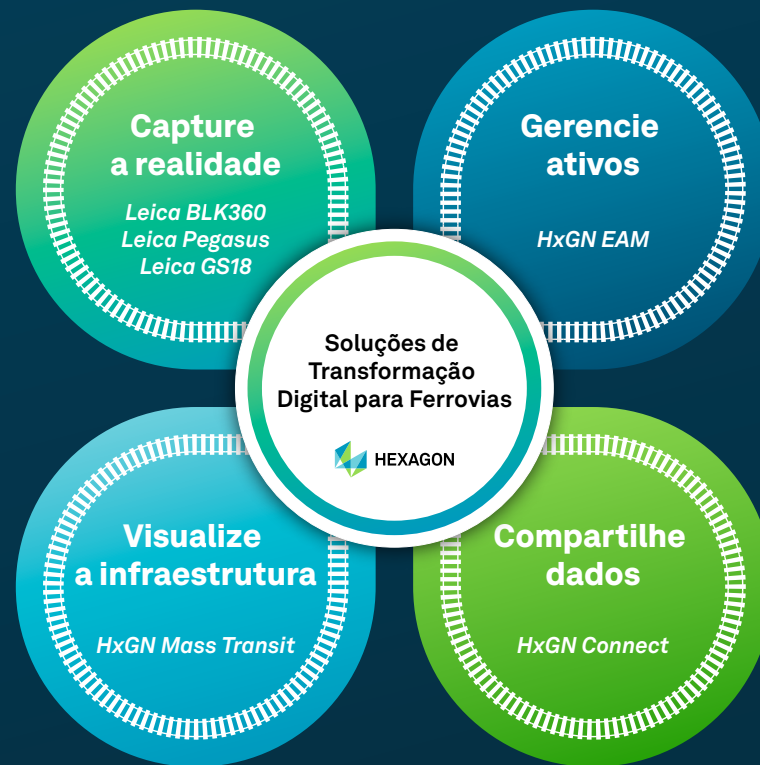 Capture
a realidade
Leica BLK360
Leica Pegasus
Leica GS18
Gerencie
ativos
HxGN EAM
Soluções de
Transformação
Digital para Ferrovias
HEXAGON
Visualize
a infraestrutura
HxGN Mass Transit
Compartilhe
dados
HxGN Connect